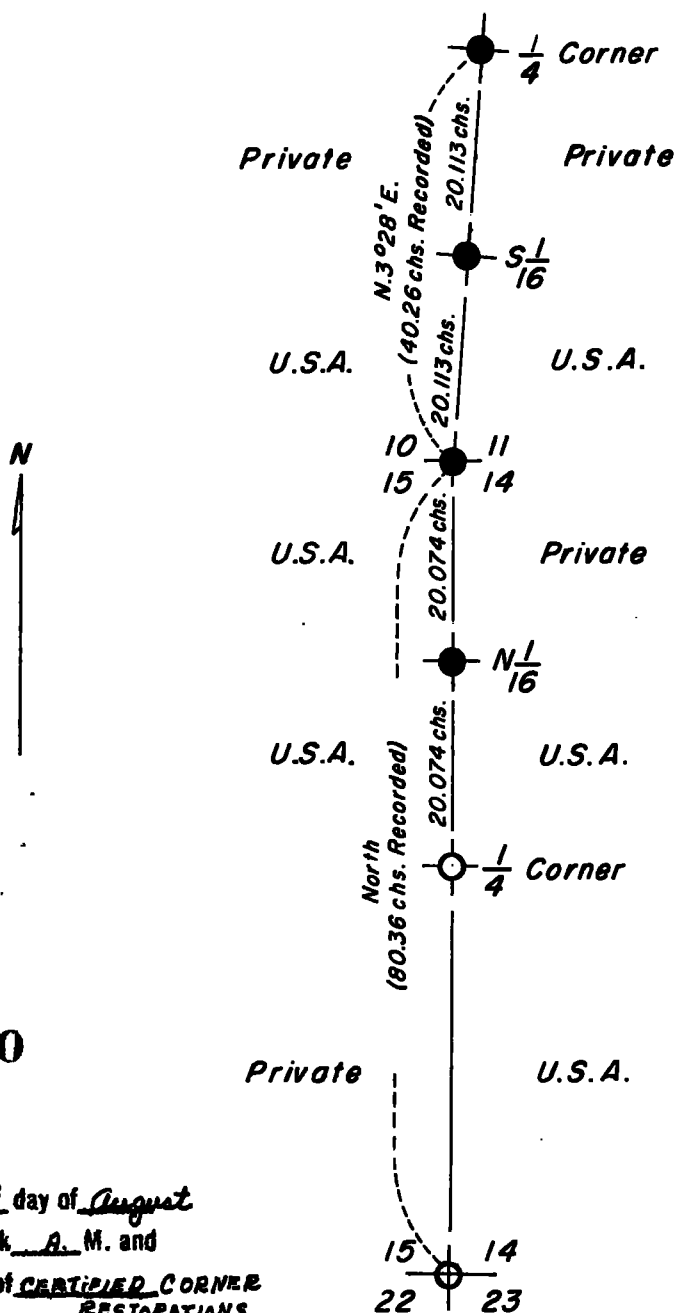 1/4 Corner
20.113 chs.
Private
Private
N. 3°28' E.
(40.26 chs. Recorded)
S 1/16
20.113 chs.
U.S.A.
U.S.A.
N
10 11
15 14
20.074 chs.
U.S.A.
Private
N 1/16
20.074 chs.
U.S.A.
U.S.A.
North
(80.36 chs. Recorded)
1/4 Corner
Private
U.S.A.
day of August
A. M. and
of CERTIFIED CORNER
RESTORATIONS
15 14
22 23